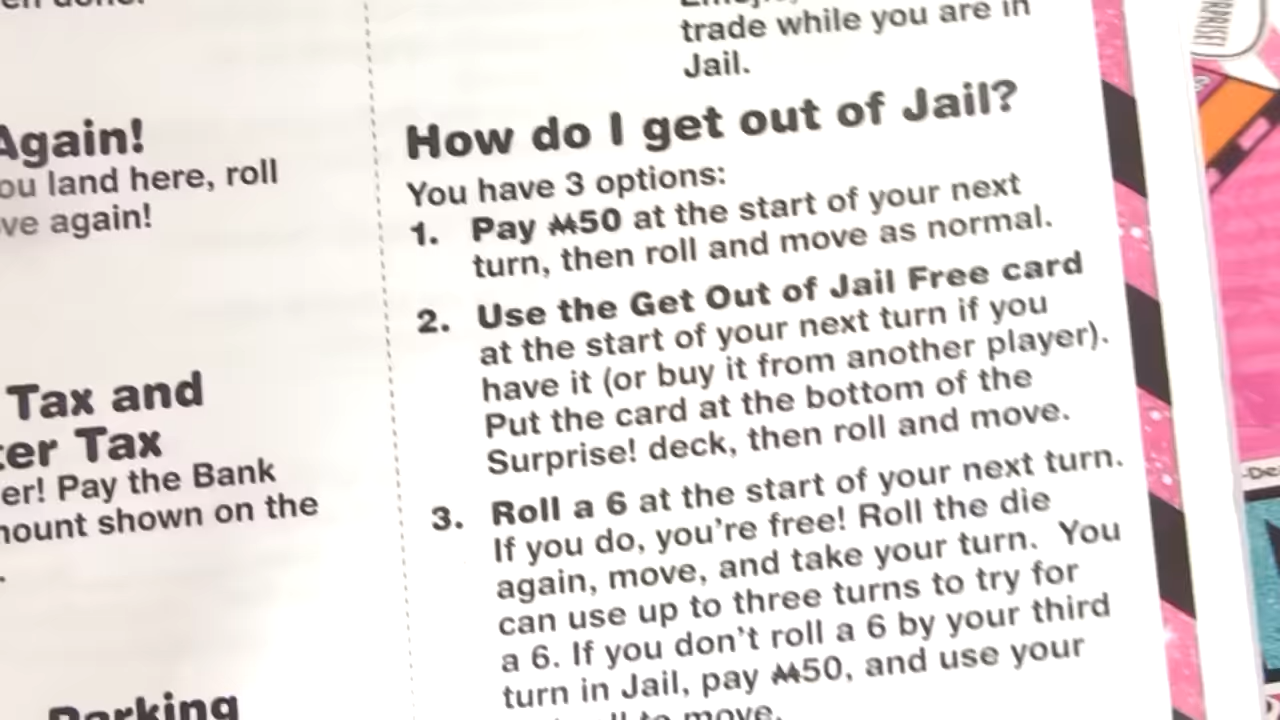 Again!
ou land here, roll
ve again!
Tax and
er Tax
er! Pay the Bank
mount shown on the
.
Parking
trade while you are in
Jail.
How do I get out of Jail?
You have 3 options:
1. Pay M50 at the start of your next
turn, then roll and move as normal.
2. Use the Get Out of Jail Free card
at the start of your next turn if you
have it (or buy it from another player).
Put the card at the bottom of the
Surprise! deck, then roll and move.
3. Roll a 6 at the start of your next turn.
If you do, you're free! Roll the die
again, move, and take your turn. You
can use up to three turns to try for
a 6. If you don't roll a 6 by your third
turn in Jail, pay M50, and use your
to move.